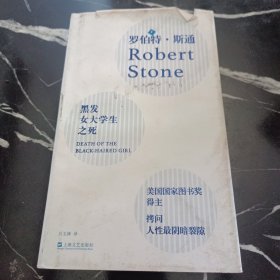 罗伯特·斯通
Robert
Stone
黑发
女大学生
之死
DEATH OF THE
BLACK-HAIRED GIRL
美国国家图书奖
得主
拷问
人性最阴暗裂隙
上海文艺出版社